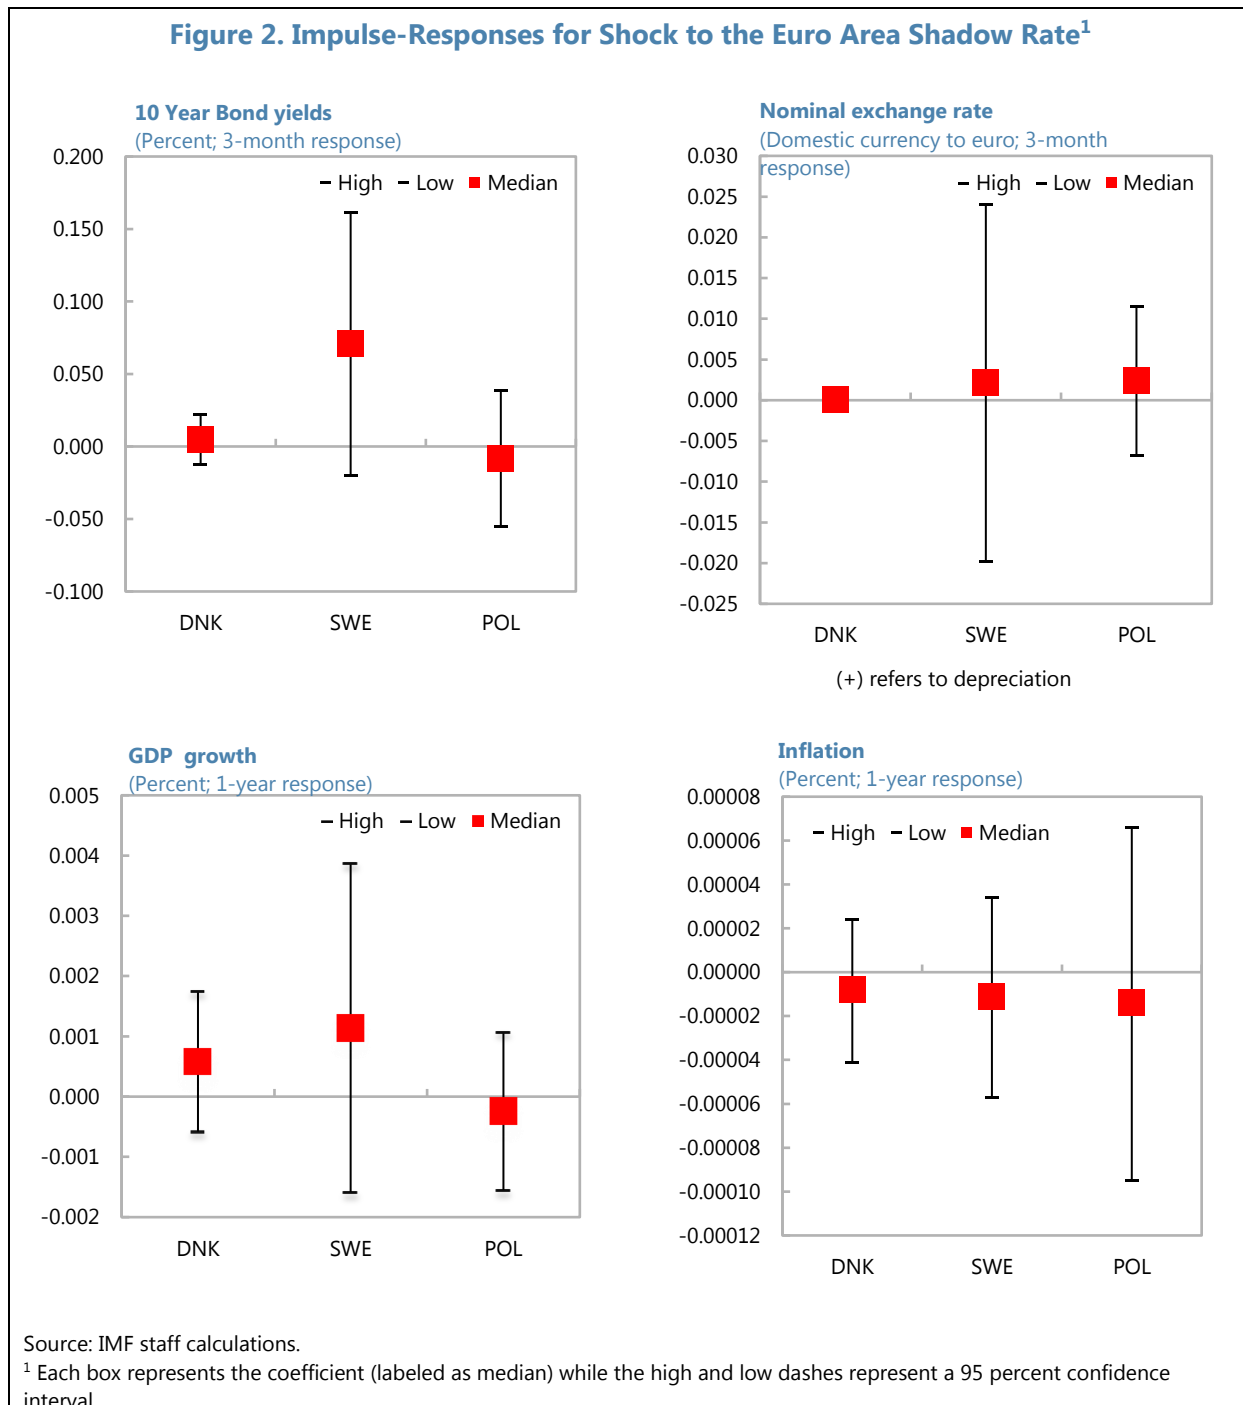 Figure 2. Impulse-Responses for Shock to the Euro Area Shadow Rate¹
10 Year Bond yields
(Percent; 3-month response)
0.200
0.150
0.100
0.050
0.000
-0.050
-0.100
High Low Median
DNK SWE POL
Nominal exchange rate
(Domestic currency to euro; 3-month
response)
0.030
0.025
0.020
0.015
0.010
0.005
0.000
-0.005
-0.010
-0.015
-0.020
-0.025
High Low Median
DNK SWE POL
(+) refers to depreciation
GDP growth
(Percent; 1-year response)
0.005
0.004
0.003
0.002
0.001
0.000
-0.001
-0.002
High Low Median
DNK SWE POL
Inflation
(Percent; 1-year response)
0.00008
0.00006
0.00004
0.00002
0.00000
-0.00002
-0.00004
-0.00006
-0.00008
-0.00010
-0.00012
High Low Median
DNK SWE POL
Source: IMF staff calculations.
¹ Each box represents the coefficient (labeled as median) while the high and low dashes represent a 95 percent confidence
interval